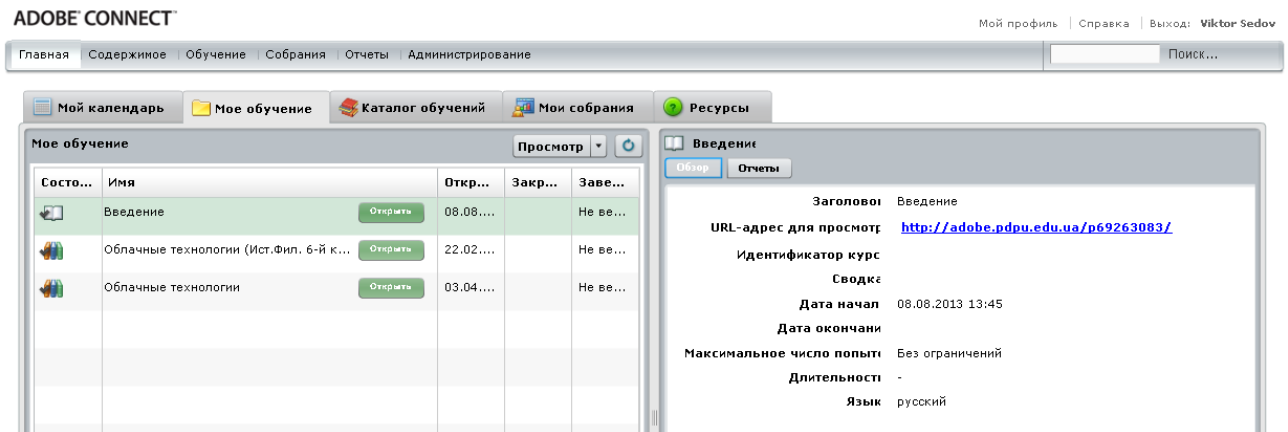 ADOBE® CONNECT™
Мой профиль | Справка | Выход: Viktor Sedov
Главная | Содержимое | Обучение | Собрания | Отчеты | Администрирование
Поиск...
Мой календарь
Мое обучение
Каталог обучений
Мои собрания
Ресурсы
Мое обучение
Просмотр
Состо... Имя Откр... Закр... Заве...
Введение Открыть 08.08.... Не ве...
Облачные технологии (Ист.Фил. 6-й к... Открыть 22.02.... Не ве...
Облачные технологии Открыть 03.04.... Не ве...
Введение
Обзор Отчеты
Заголово Введение
URL-адрес для просмотр http://adobe.pdpu.edu.ua/p69263083/
Идентификатор курс
Сводка
Дата начал 08.08.2013 13:45
Дата окончани
Максимальное число попыт Без ограничений
Длительност -
Язык русский